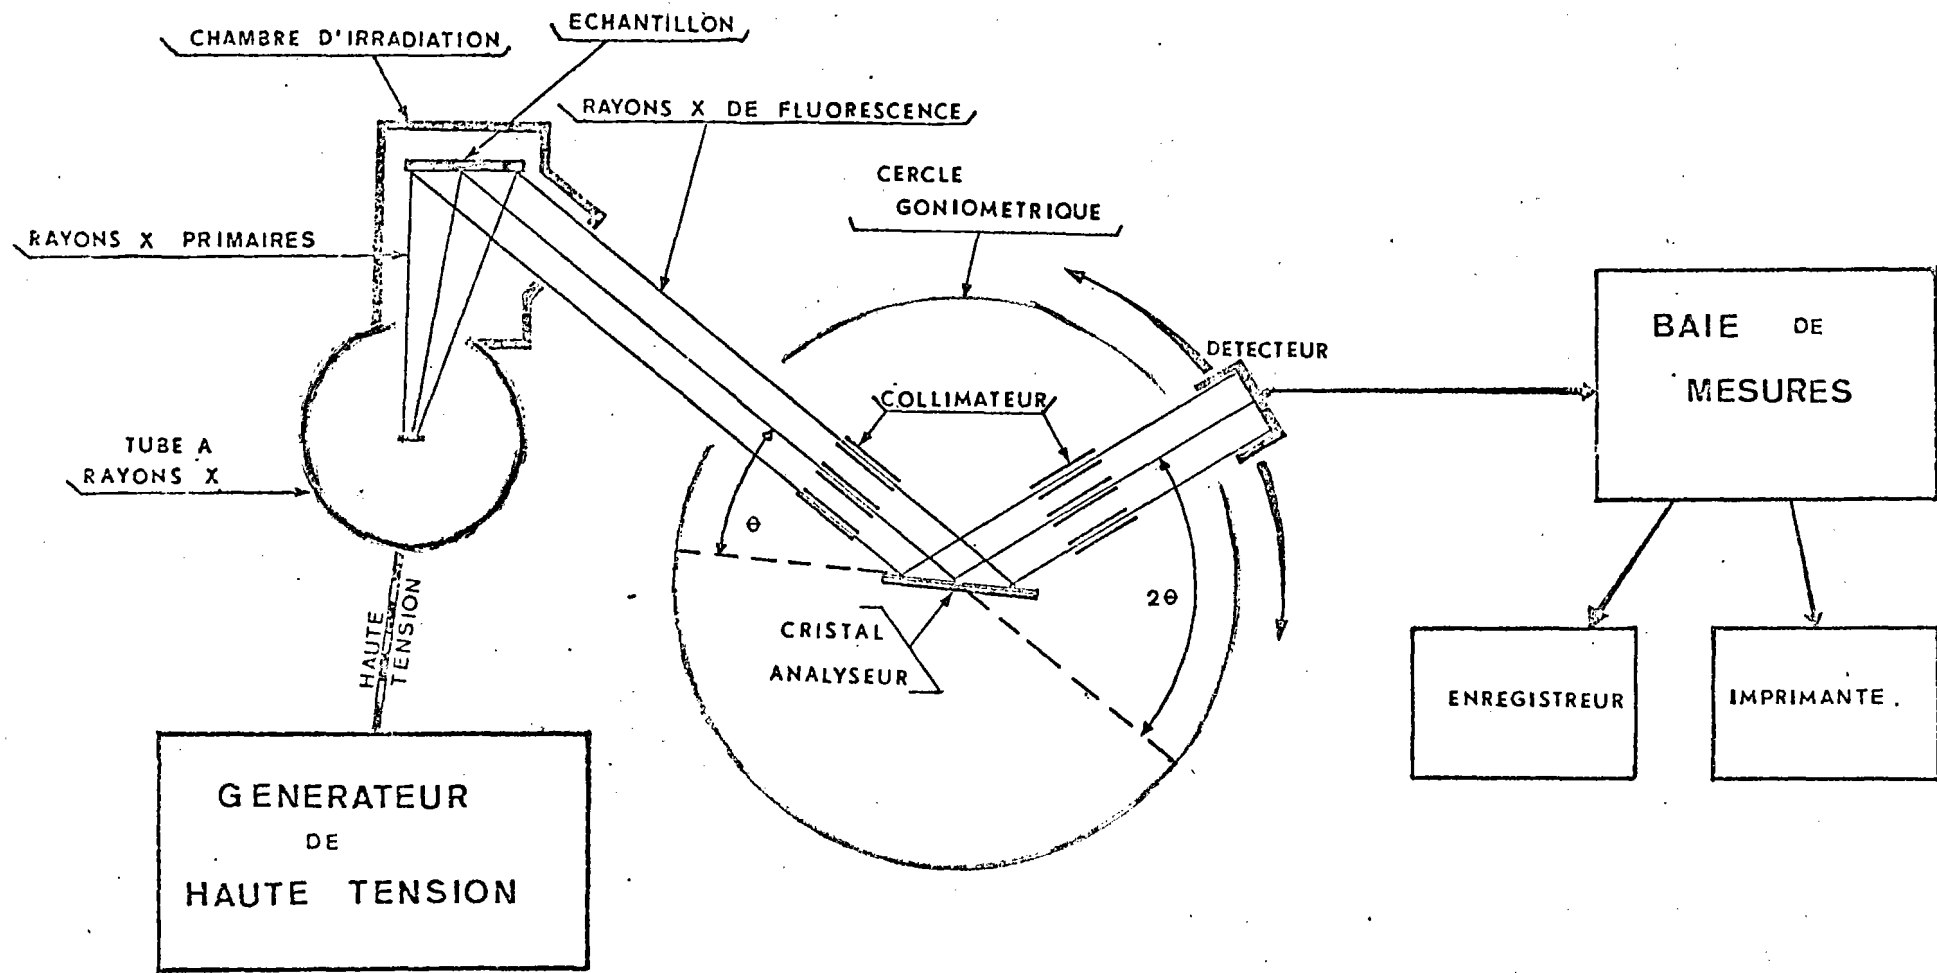 CHAMBRE D'IRRADIATION
ECHANTILLON
RAYONS X DE FLUORESCENCE
CERCLE
GONIOMETRIQUE
RAYONS X PRIMAIRES
BAIE DE
MESURES
DETECTEUR
COLLIMATEUR
TUBE A
RAYONS X
θ
2θ
HAUTE
TENSION
CRISTAL
ANALYSEUR
ENREGISTREUR
IMPRIMANTE.
GENERATEUR
DE
HAUTE TENSION